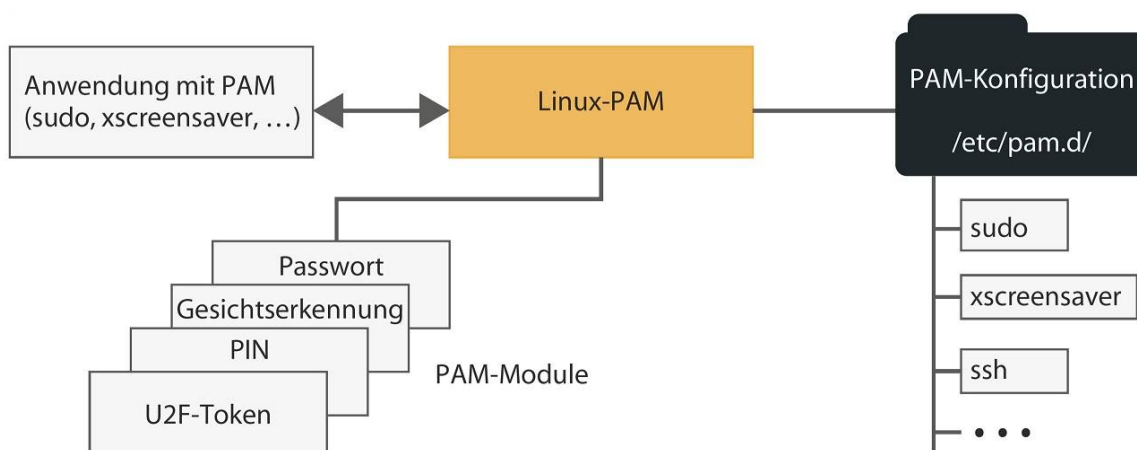 Anwendung mit PAM
(sudo, xscreensaver, …)
Linux-PAM
PAM-Konfiguration
/etc/pam.d/
sudo
xscreensaver
ssh
• • •
Passwort
Gesichtserkennung
PIN
U2F-Token
PAM-Module